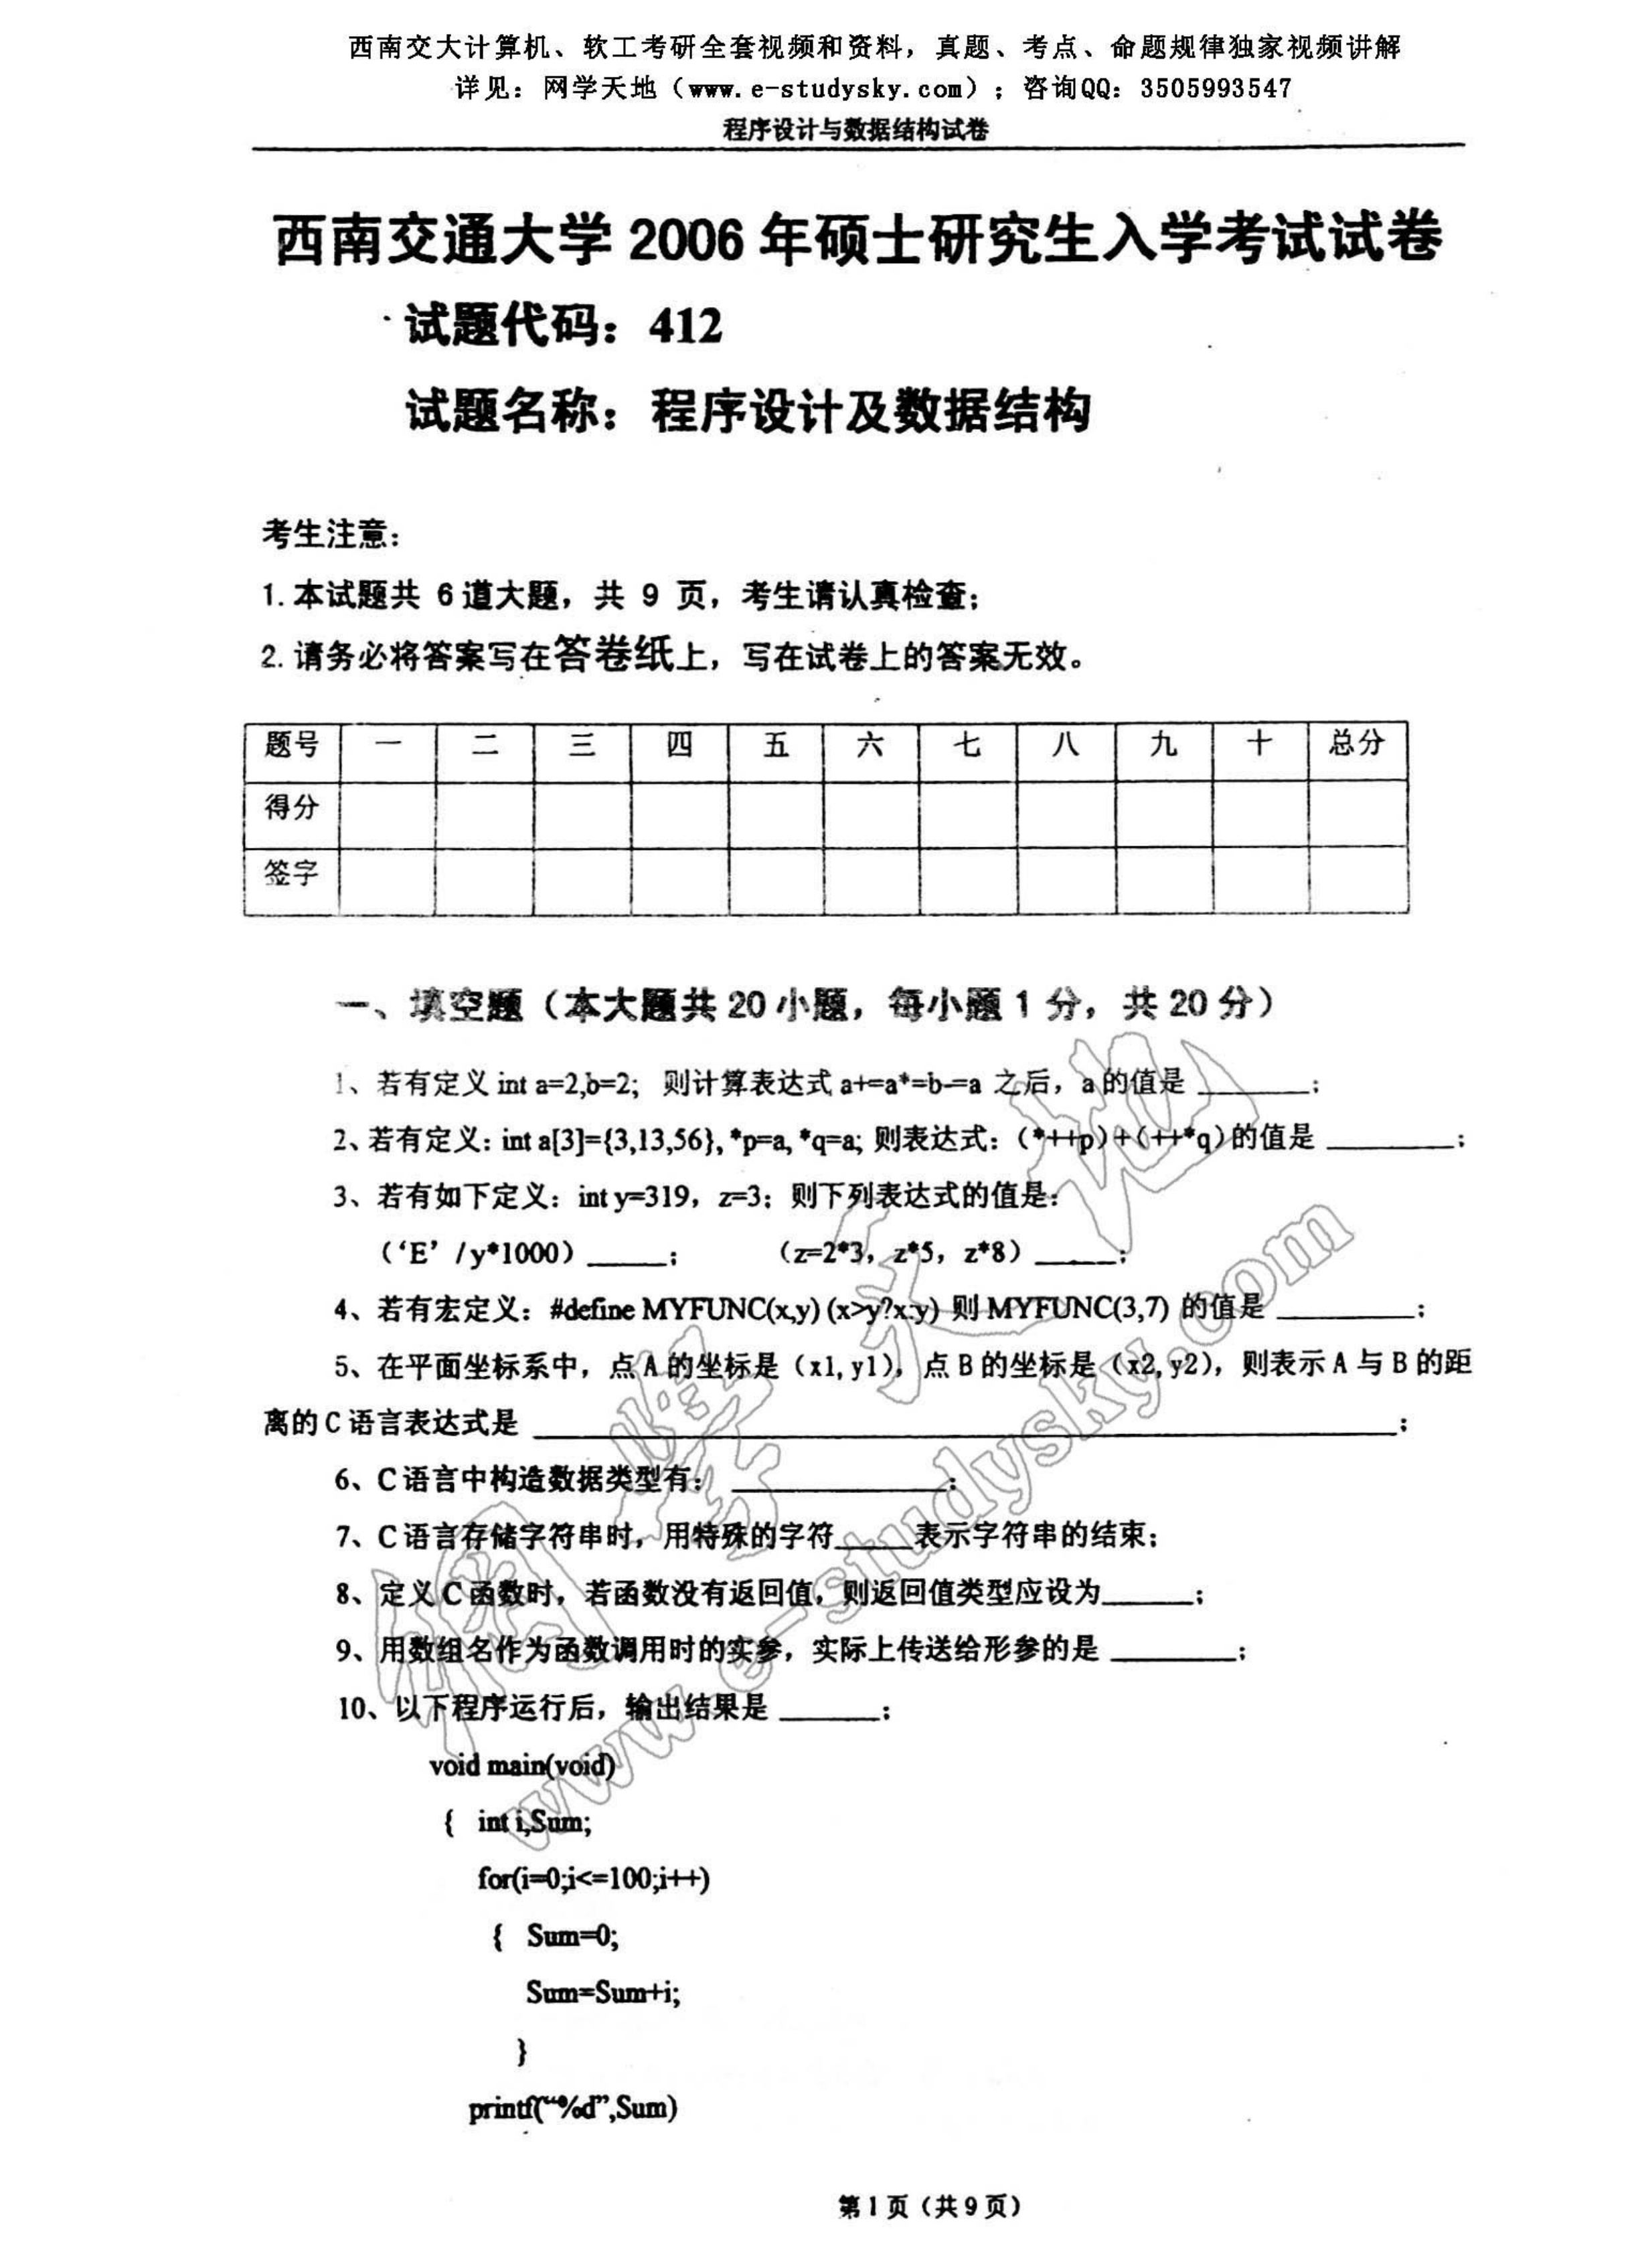 西南交大计算机、软工考研全套视频和资料，真题、考点、命题规律独家视频讲解
详见：网学天地（www.e-studysky.com）；咨询QQ：3505993547
程序设计与数据结构试卷
西南交通大学 2006 年硕士研究生入学考试试卷
试题代码：412
试题名称：程序设计及数据结构
考生注意：
1.本试题共 6道大题，共 9 页，考生请认真检查；
2.请务必将答案写在答卷纸上，写在试卷上的答案无效。
题号 一 二 三 四 五 六 七 八 九 十 总分
得分
签字
一、填空题（本大题共 20 小题，每小题 1 分，共 20 分）
1、若有定义 int a=2,b=2; 则计算表达式 a+=a*=b-=a 之后，a 的值是 ________；
2、若有定义：int a[3]={3,13,56}, *p=a, *q=a; 则表达式：(*++p)+(++*q)的值是 ________；
3、若有如下定义：int y=319，z=3；则下列表达式的值是：
（‘E’ / y*1000）_____； （z=2*3，z*5，z*8）_____；
4、若有宏定义：#define MYFUNC(x,y) (x>y?x:y) 则 MYFUNC(3,7) 的值是 ________；
5、在平面坐标系中，点 A 的坐标是（x1, y1），点 B 的坐标是（x2, y2），则表示 A 与 B 的距
离的 C 语言表达式是 ________________；
6、C 语言中构造数据类型有：________；
7、C 语言存储字符串时，用特殊的字符_____表示字符串的结束；
8、定义 C 函数时，若函数没有返回值，则返回值类型应设为______；
9、用数组名作为函数调用时的实参，实际上传送给形参的是 ________；
10、以下程序运行后，输出结果是 ______；
void main(void)
{ int i,Sum;
for(i=0;i<=100;i++)
{ Sum=0;
Sum=Sum+i;
}
printf(“%d”,Sum)
网学天地
www.e-studysky.com
第 1 页（共 9 页）